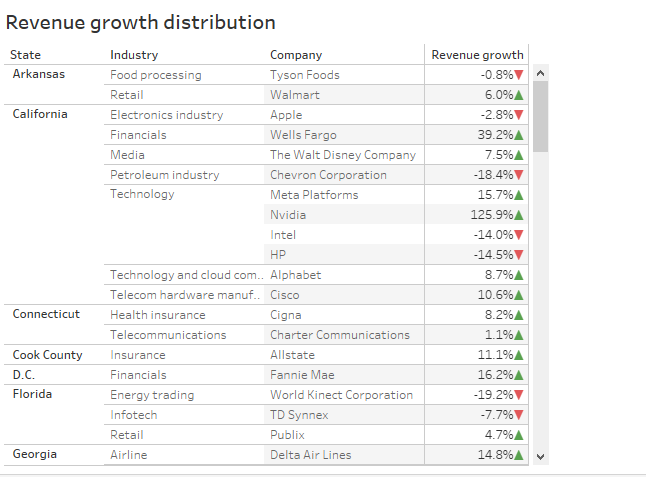 Revenue growth distribution
State Industry Company Revenue growth
Arkansas Food processing Tyson Foods -0.8%▼
Retail Walmart 6.0%▲
California Electronics industry Apple -2.8%▼
Financials Wells Fargo 39.2%▲
Media The Walt Disney Company 7.5%▲
Petroleum industry Chevron Corporation -18.4%▼
Technology Meta Platforms 15.7%▲
Nvidia 125.9%▲
Intel -14.0%▼
HP -14.5%▼
Technology and cloud com.. Alphabet 8.7%▲
Telecom hardware manuf.. Cisco 10.6%▲
Connecticut Health insurance Cigna 8.2%▲
Telecommunications Charter Communications 1.1%▲
Cook County Insurance Allstate 11.1%▲
D.C. Financials Fannie Mae 16.2%▲
Florida Energy trading World Kinect Corporation -19.2%▼
Infotech TD Synnex -7.7%▼
Retail Publix 4.7%▲
Georgia Airline Delta Air Lines 14.8%▲